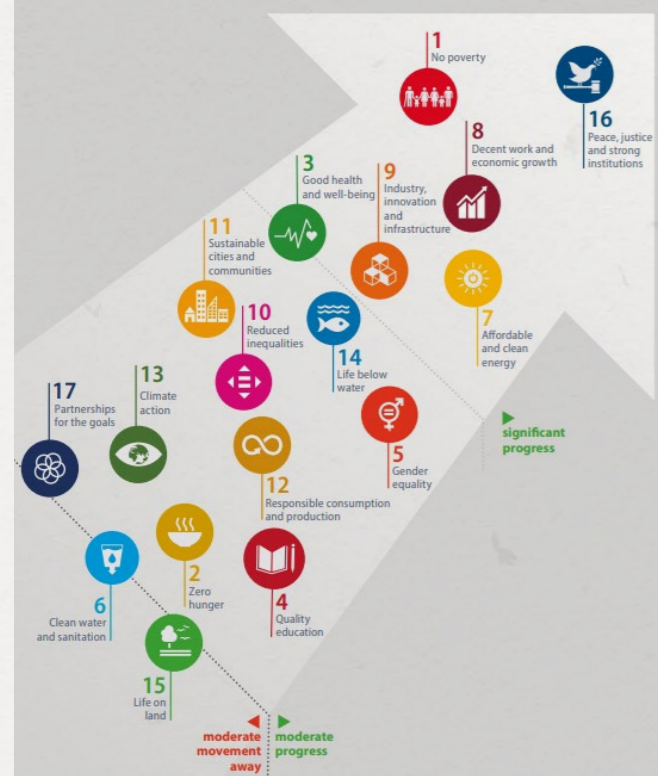 1
No poverty
16
Peace, justice
and strong
institutions
8
Decent work and
economic growth
3
Good health
and well-being
9
Industry,
innovation
and
infrastructure
11
Sustainable
cities and
communities
7
Affordable
and clean
energy
10
Reduced
inequalities
14
Life below
water
13
Climate
action
17
Partnerships
for the goals
5
Gender
equality
significant
progress
12
Responsible consumption
and production
2
Zero
hunger
4
Quality
education
6
Clean water
and sanitation
15
Life on
land
moderate
movement
away
moderate
progress